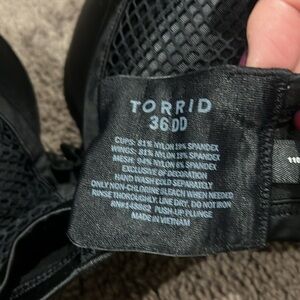 TORRID
36DD
CUPS: 81% NYLON 19% SPANDEX
WINGS: 81% NYLON 19% SPANDEX
MESH: 94% NYLON 6% SPANDEX
EXCLUSIVE OF DECORATION
HAND WASH COLD SEPARATELY
ONLY NON-CHLORINE BLEACH WHEN NEEDED
RINSE THOROUGHLY. LINE DRY. DO NOT IRON
PUSH-UP PLUNGE
MADE IN VIETNAM